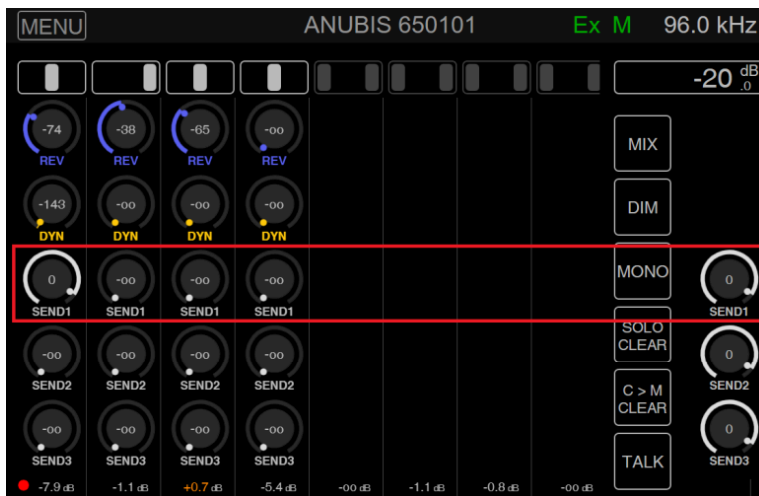 MENU ANUBIS 650101 Ex M 96.0 kHz
-20 dB .0
-74 -38 -65 -oo
REV REV REV REV
MIX
-143 -oo -oo -oo
DYN DYN DYN DYN
DIM
0 -oo -oo -oo MONO 0
SEND1 SEND1 SEND1 SEND1 SEND1
SOLO
CLEAR
-oo -oo -oo -oo 0
SEND2 SEND2 SEND2 SEND2 SEND2
C > M
CLEAR
-oo -oo -oo -oo 0
SEND3 SEND3 SEND3 SEND3 SEND3
TALK
-7.9 dB -1.1 dB +0.7 dB -5.4 dB -oo dB -1.1 dB -0.8 dB -oo dB